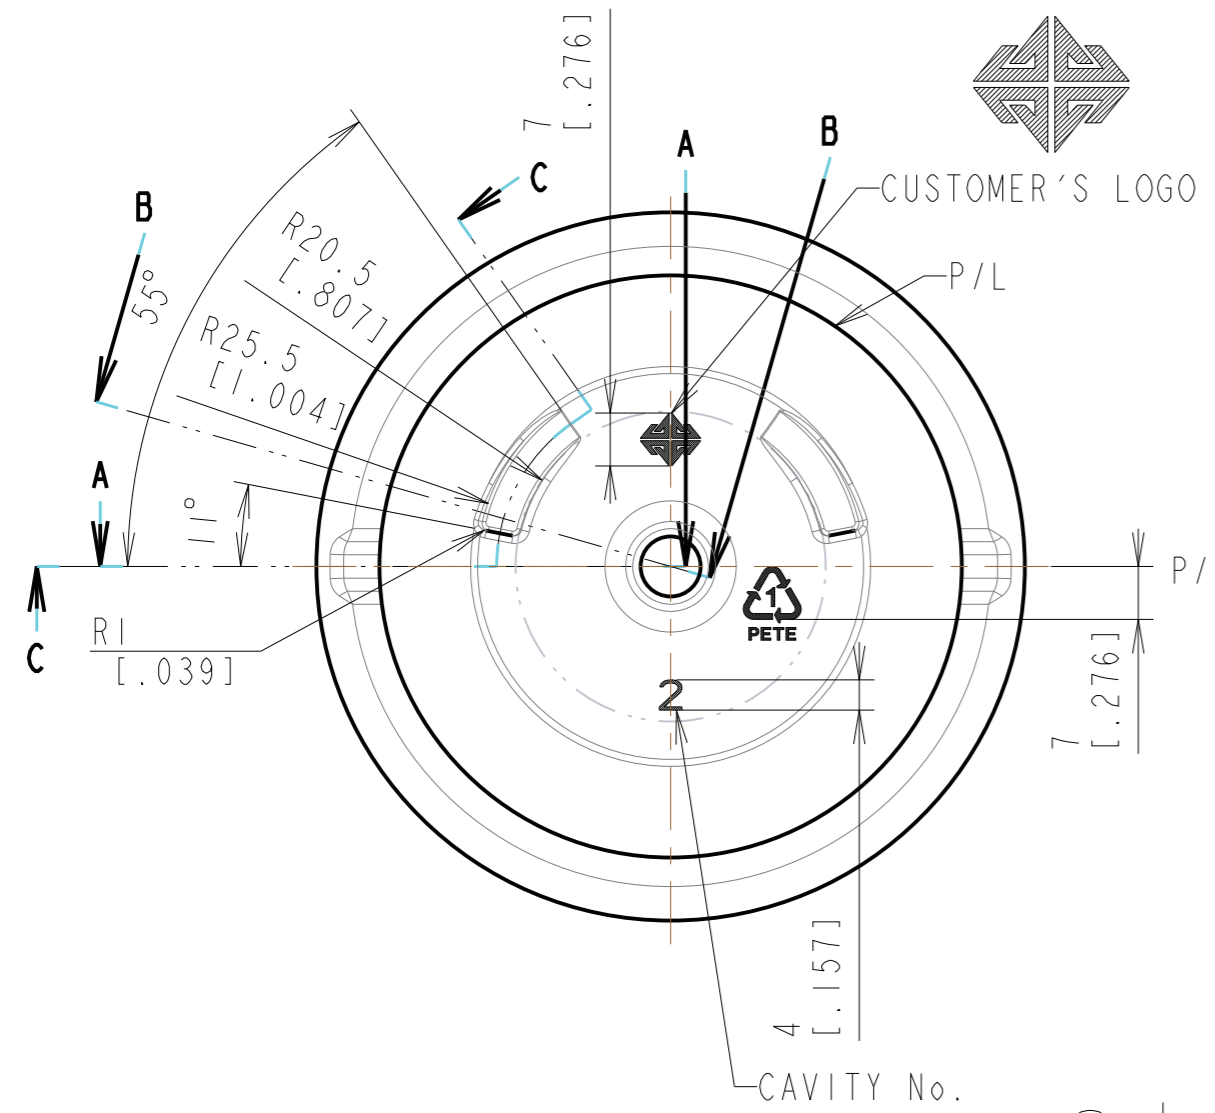 7
[.276]
A
B
C
CUSTOMER'S LOGO
B
R20.5
[.807]
55°
P/L
R25.5
[1.004]
A
11°
1
PETE
P/
R1
[.039]
C
7
[.276]
2
4
[.157]
CAVITY No.